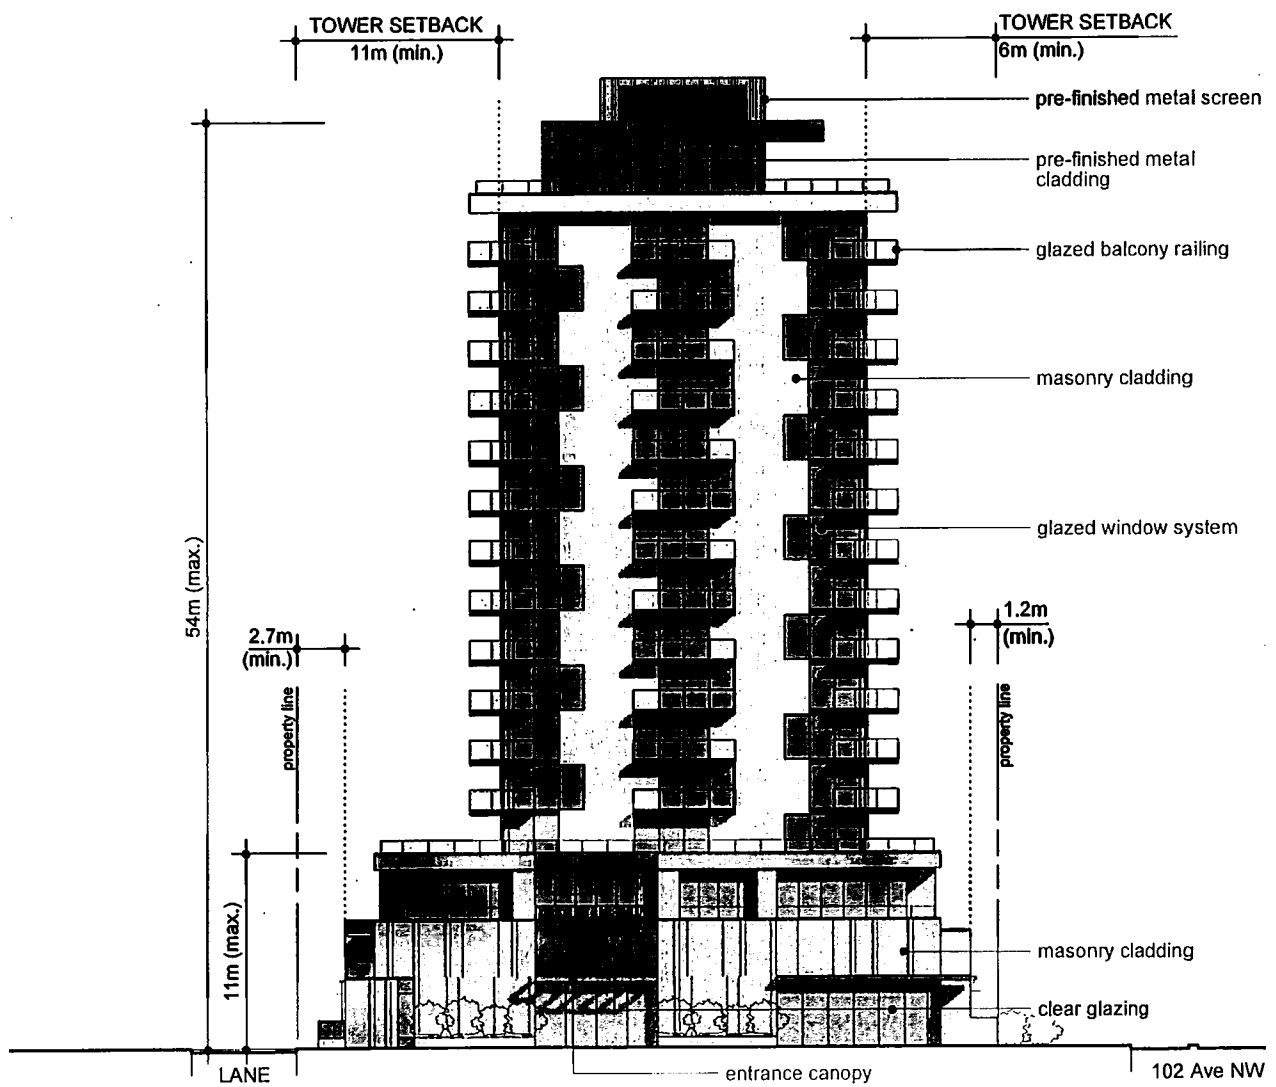 TOWER SETBACK
11m (min.)
TOWER SETBACK
6m (min.)
pre-finished metal screen
pre-finished metal
cladding
glazed balcony railing
masonry cladding
glazed window system
54m (max.)
1.2m
(min.)
2.7m
(min.)
property line
property line
11m (max.)
masonry cladding
clear glazing
LANE
entrance canopy
102 Ave NW